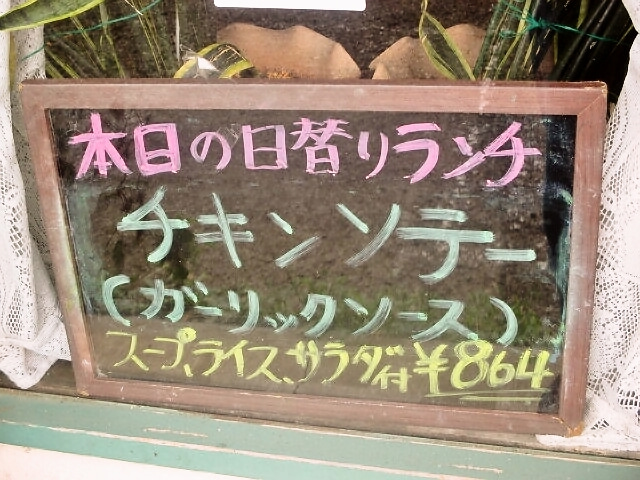 本日の日替りランチ
チキンソテー
(ガーリックソース)
スープ、ライス、サラダ付 ¥864